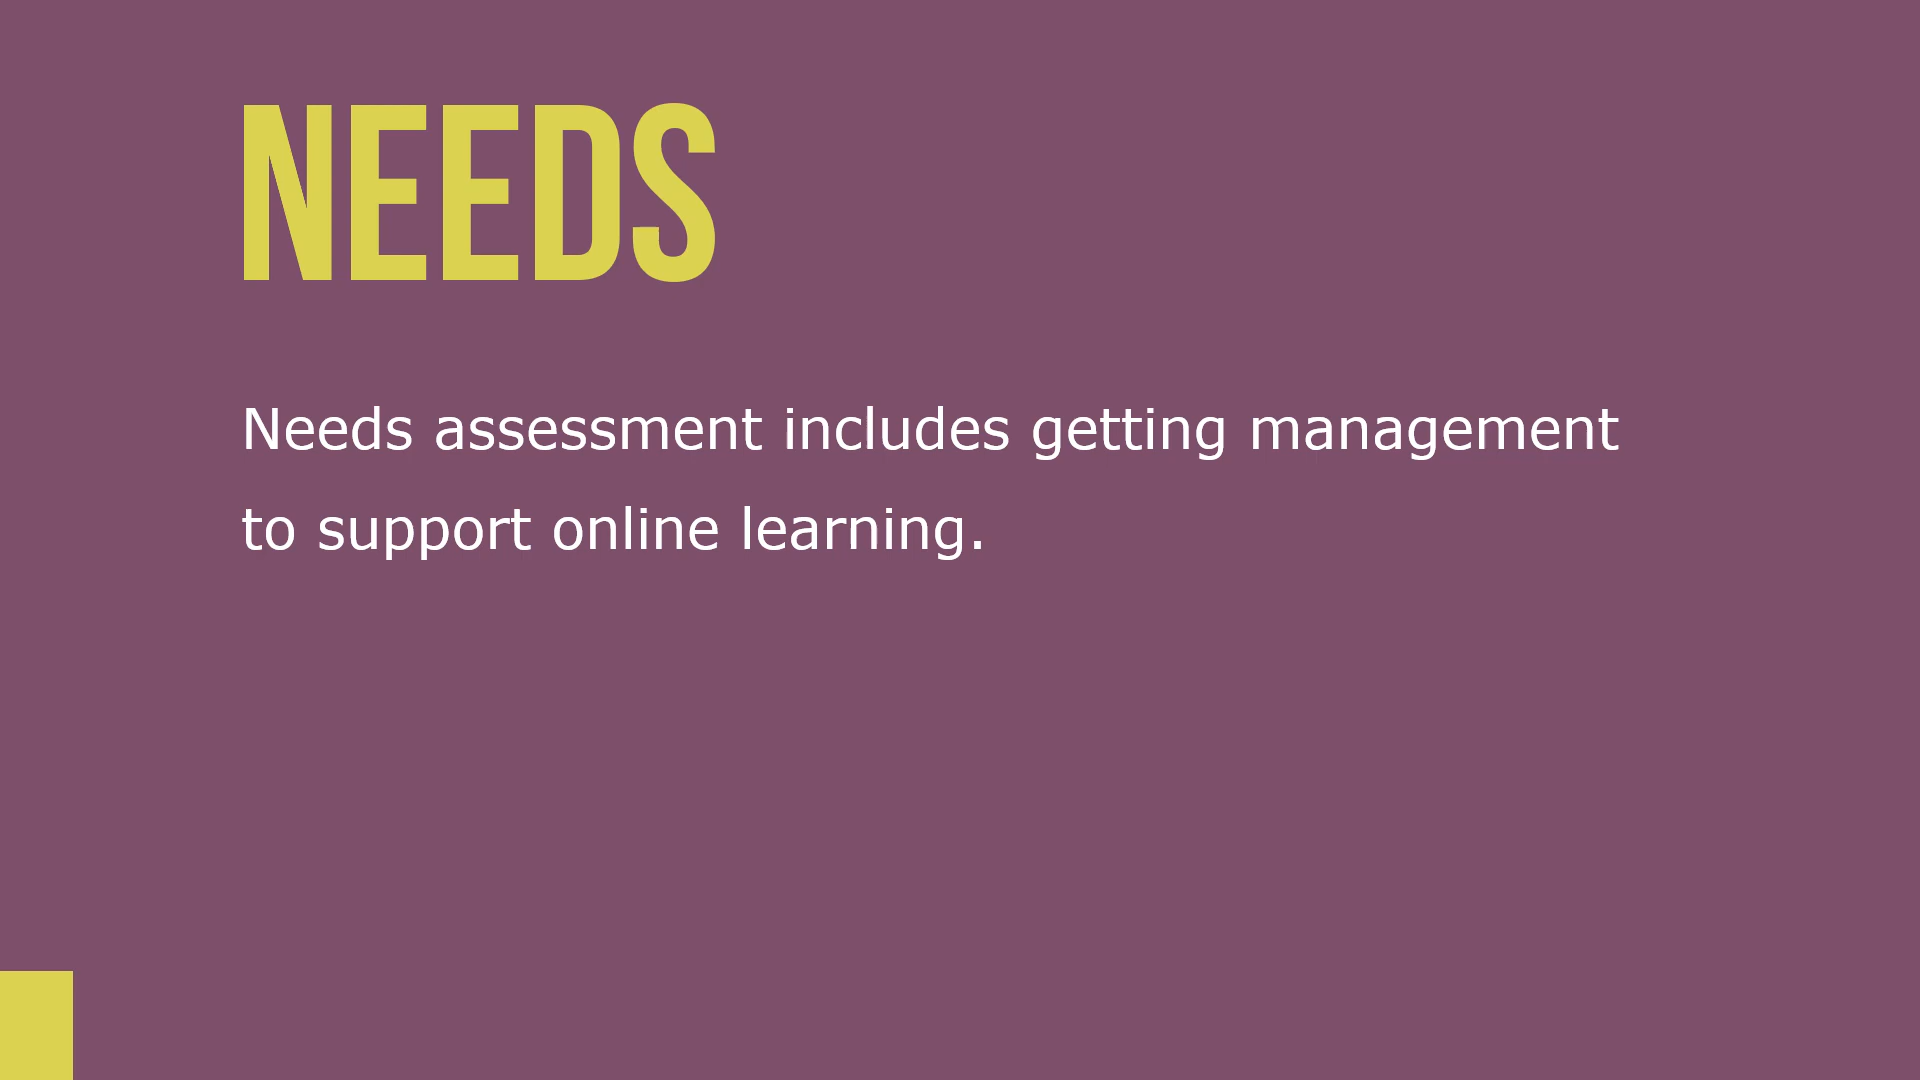 NEEDS
Needs assessment includes getting management
to support online learning.